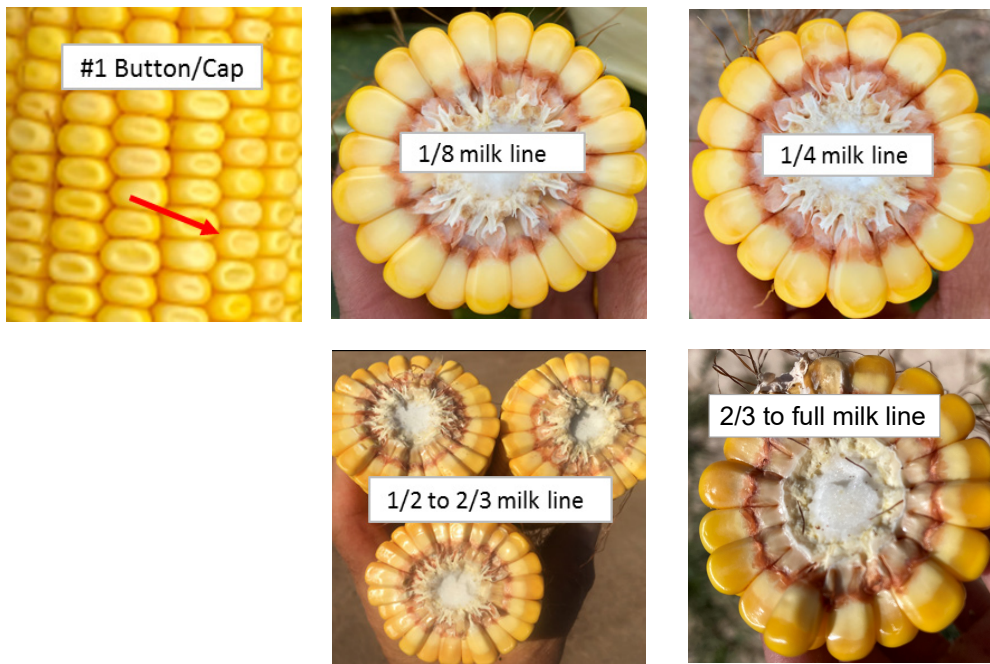 #1 Button/Cap
1/8 milk line
1/4 milk line
1/2 to 2/3 milk line
2/3 to full milk line